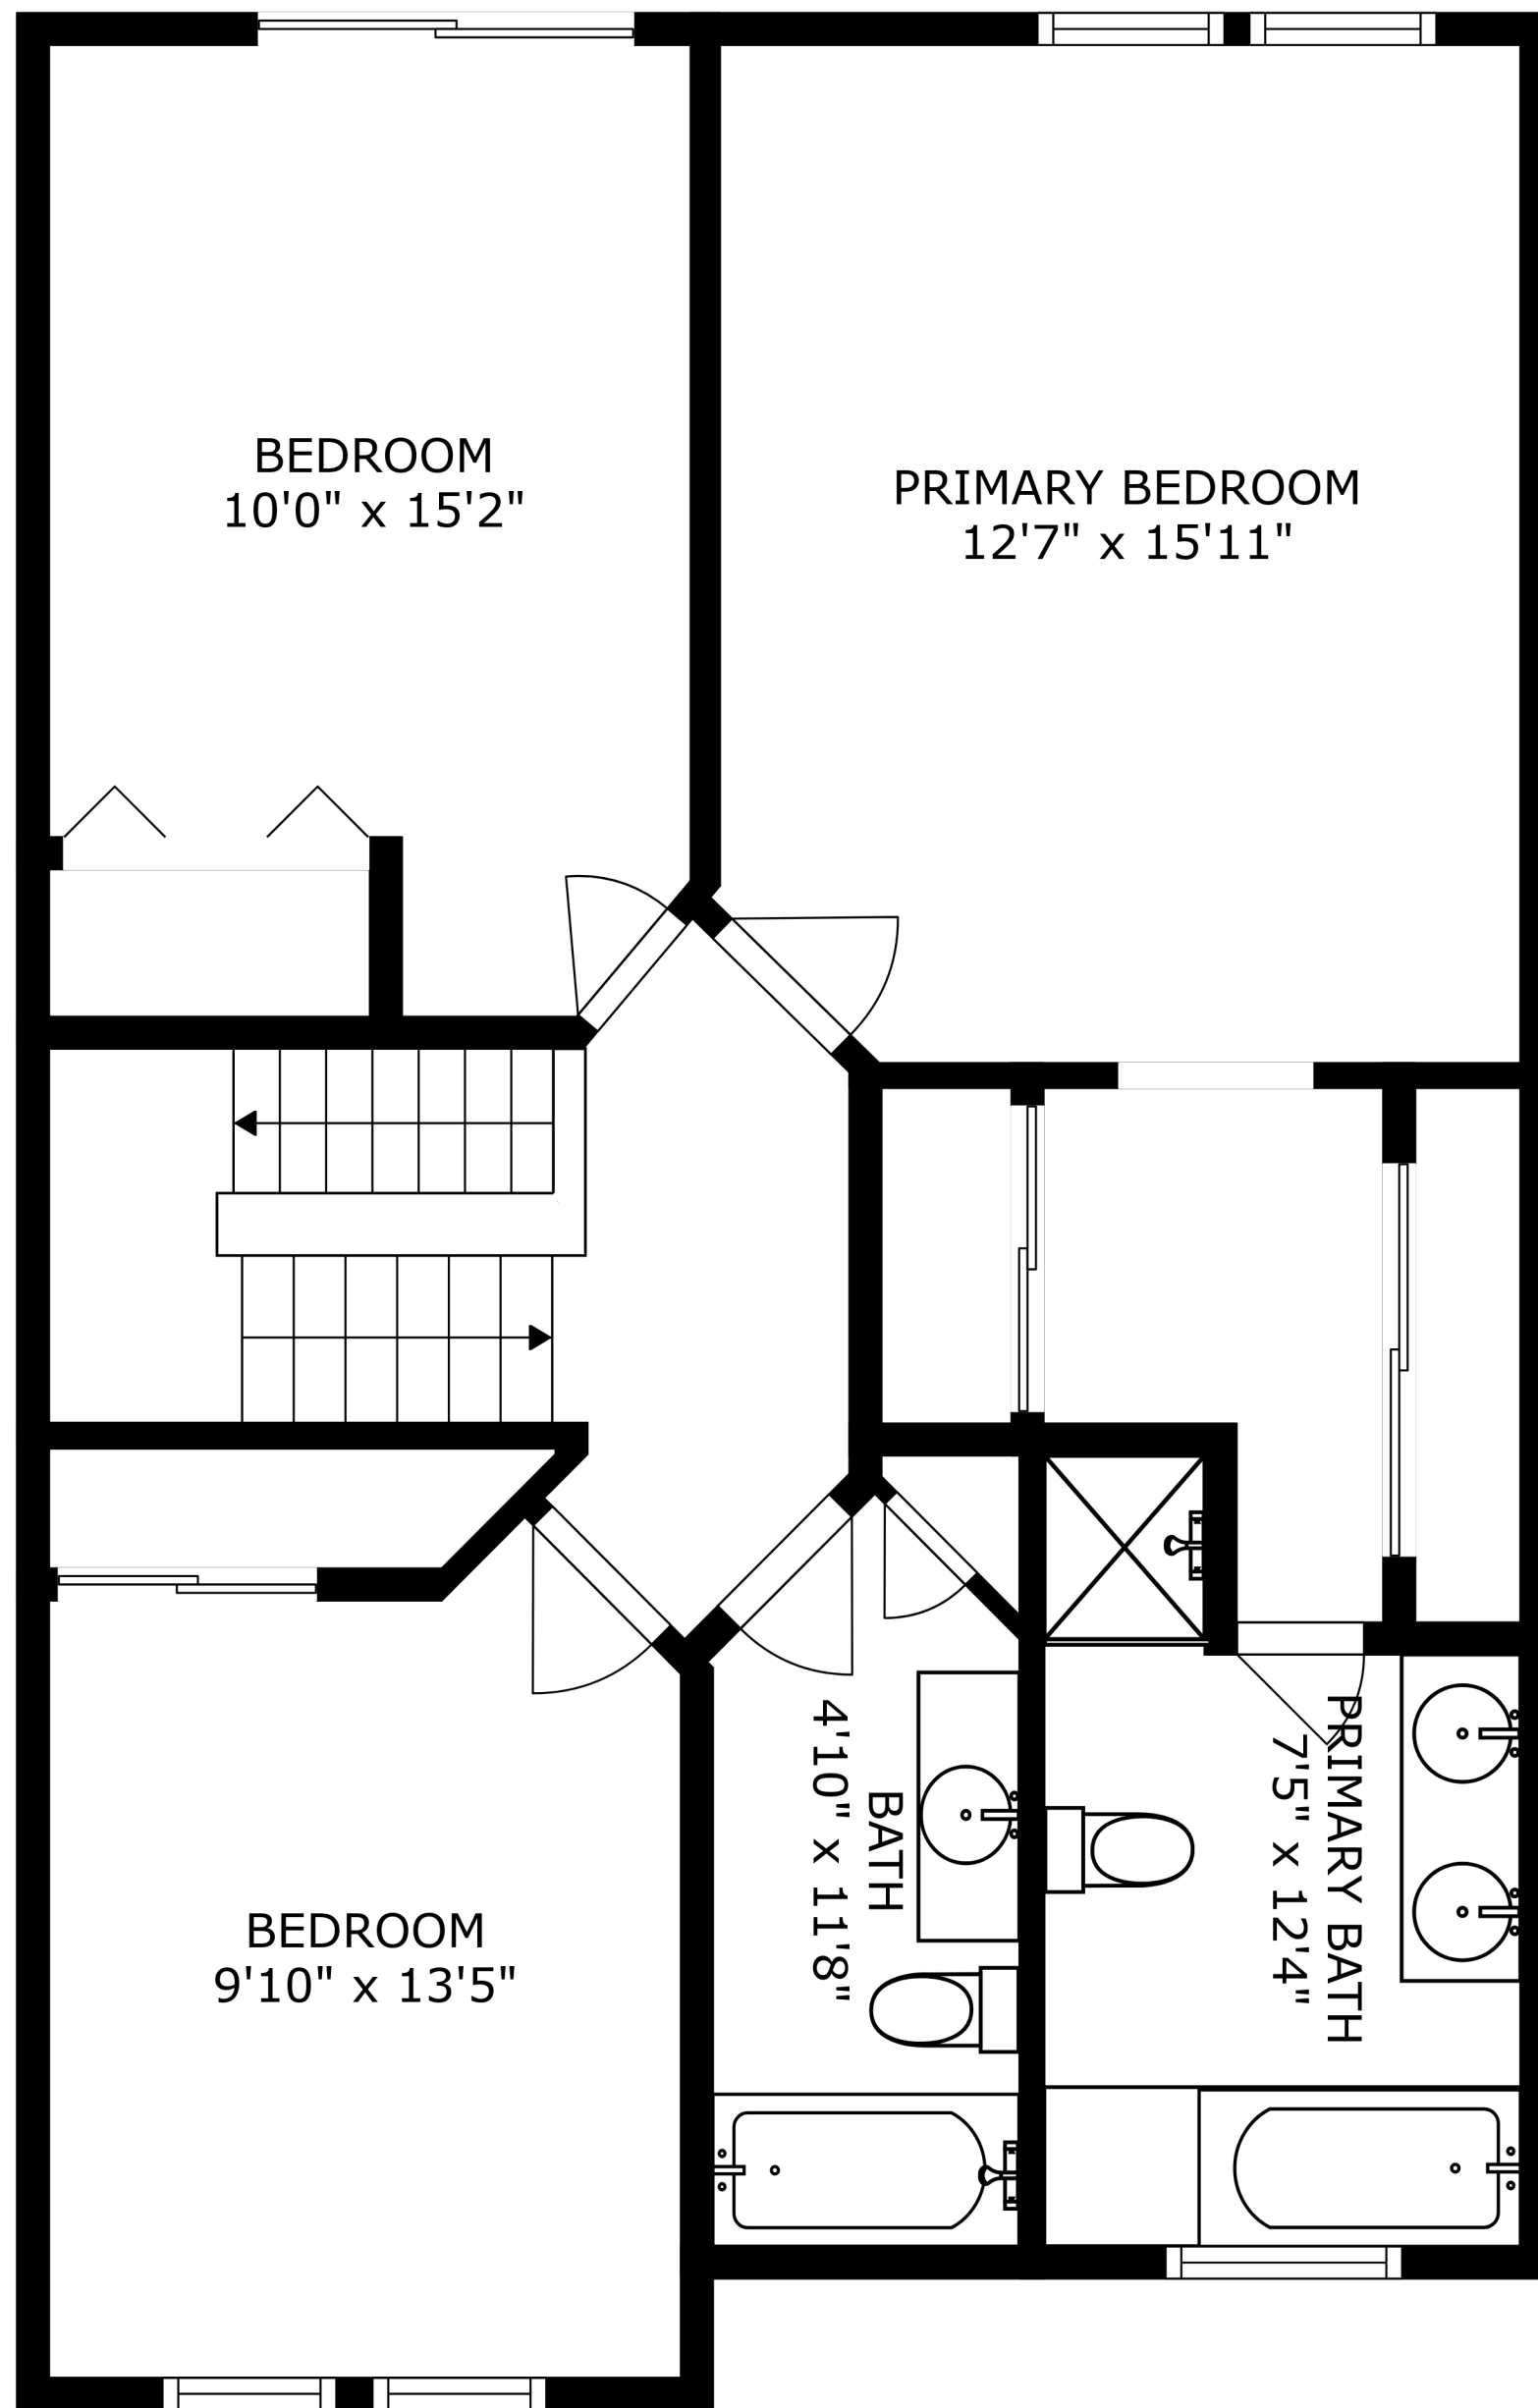 BEDROOM
10'0" x 15'2"
PRIMARY BEDROOM
12'7" x 15'11"
BATH
4'10" x 11'8"
PRIMARY BATH
7'5" x 12'4"
BEDROOM
9'10" x 13'5"